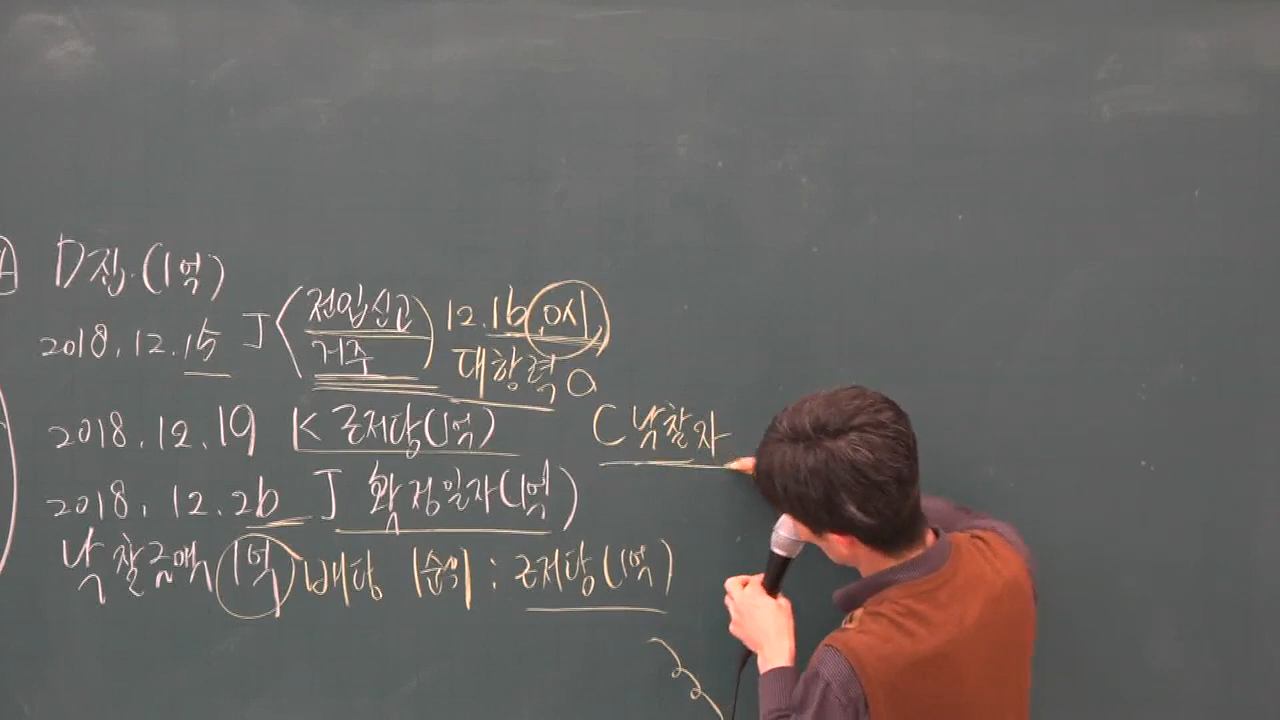 A D집.(1억)
2018.12.15 J 전입신고 12.16 0시
거주 대항력 O
2018.12.19 K 근저당(1억) C 낙찰자
2018.12.26 J 확정일자(1억)
낙찰금액 1억 배당 1순위 : 근저당(1억)